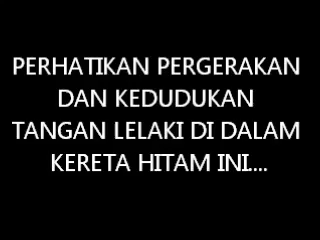 PERHATIKAN PERGERAKAN
DAN KEDUDUKAN
TANGAN LELAKI DI DALAM
KERETA HITAM INI....